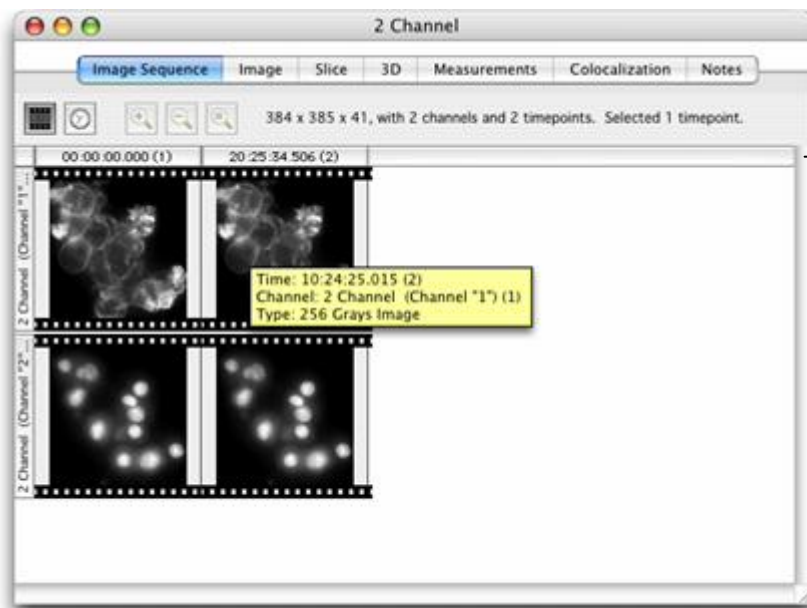 2 Channel
Image Sequence Image Slice 3D Measurements Colocalization Notes
384 x 385 x 41, with 2 channels and 2 timepoints. Selected 1 timepoint.
00:00:00.000 (1) 20:25:34.506 (2)
2 Channel (Channel "1"...
Time: 10:24:25.015 (2)
Channel: 2 Channel (Channel "1") (1)
Type: 256 Grays Image
2 Channel (Channel "2"...